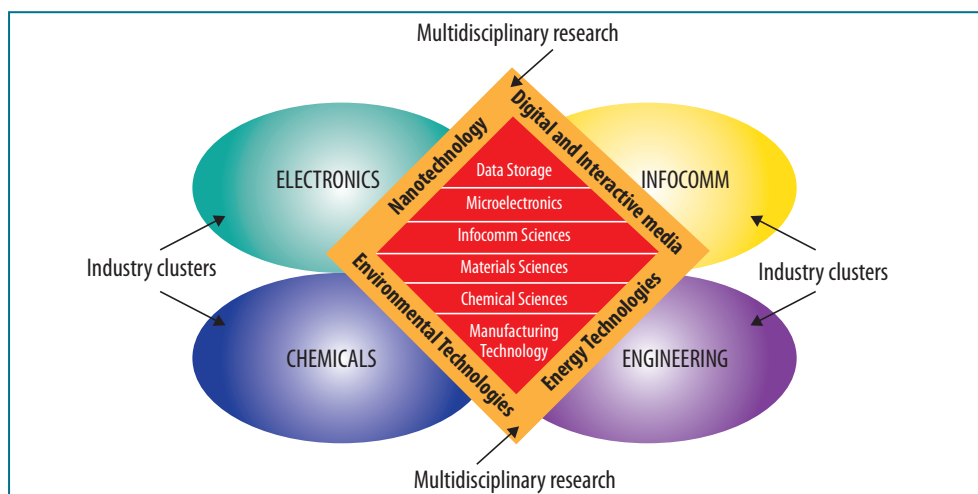 Multidisciplinary research
Nanotechnology
Digital and Interactive media
ELECTRONICS
INFOCOMM
Data Storage
Microelectronics
Infocomm Sciences
Materials Sciences
Chemical Sciences
Manufacturing
Technology
Industry clusters
Industry clusters
Environmental Technologies
Energy Technologies
CHEMICALS
ENGINEERING
Multidisciplinary research